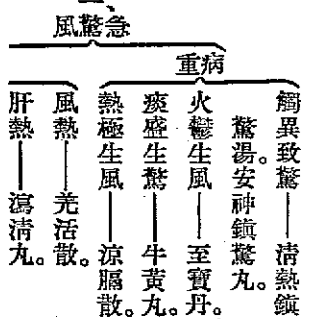 急驚風
病重
觸異致驚——清熱鎮
驚湯。安神鎮驚丸。
火鬱生風——至寶丹。
痰盛生驚——牛黃丸。
熱極生風——涼膈散。
風熱——羌活散。
肝熱——瀉清丸。